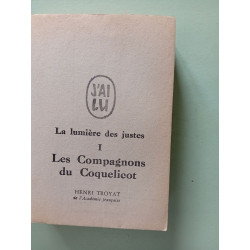 J'AI
LU
La lumière des justes
I
Les Compagnons
du Coquelicot
HENRI TROYAT
de l'Académie française